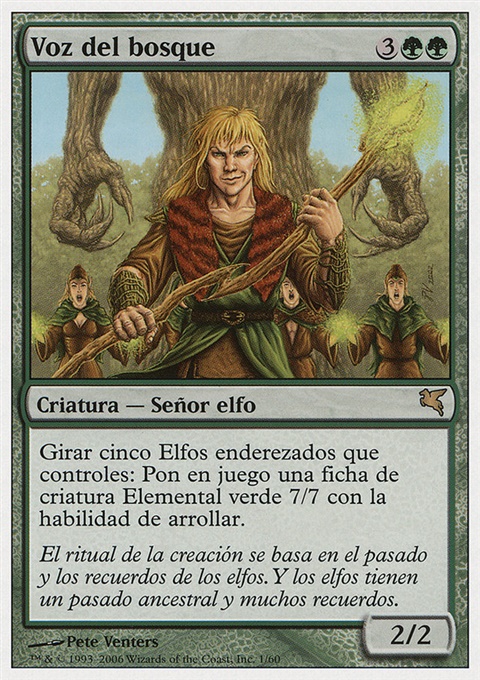 Voz del bosque 3
PV 2002
Criatura — Señor elfo
Girar cinco Elfos enderezados que
controles: Pon en juego una ficha de
criatura Elemental verde 7/7 con la
habilidad de arrollar.
El ritual de la creación se basa en el pasado
y los recuerdos de los elfos. Y los elfos tienen
un pasado ancestral y muchos recuerdos.
Pete Venters
2/2
™ & © 1993–2006 Wizards of the Coast, Inc. 1/60